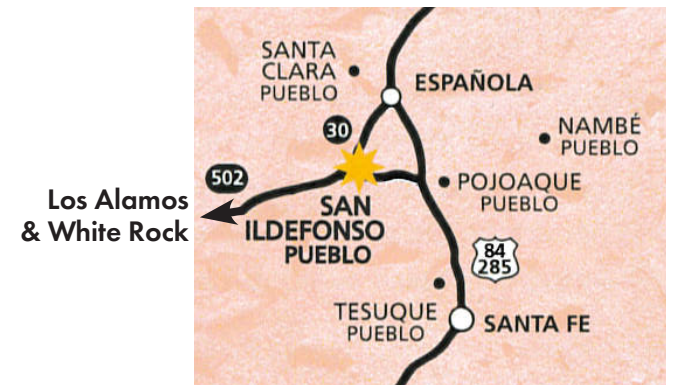 SANTA
CLARA
PUEBLO
ESPAÑOLA
30
NAMBÉ
PUEBLO
502
POJOAQUE
PUEBLO
Los Alamos
& White Rock
SAN
ILDEFONSO
PUEBLO
84
285
TESUQUE
PUEBLO
SANTA FE